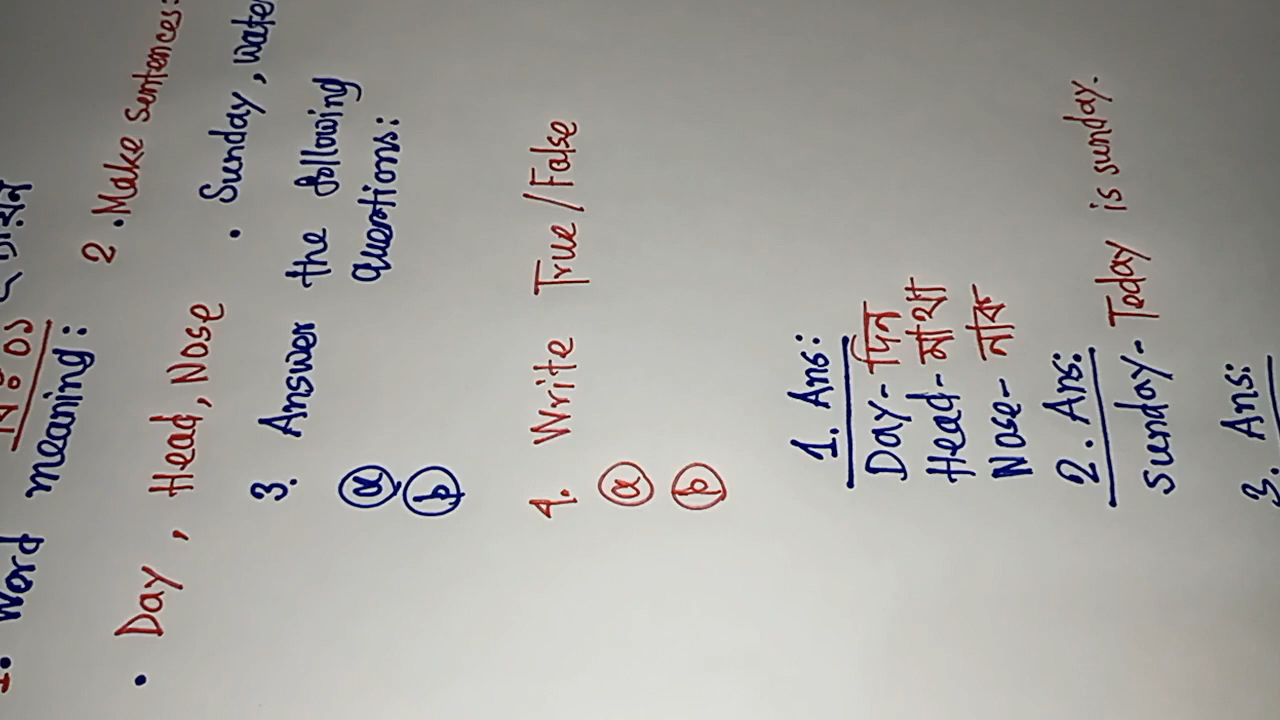 1. Word meaning:
• Day, Head, Nose
2. Make sentences:
• Sunday,
3. Answer the following questions:
ⓐ
ⓑ
4. Write True/False
ⓐ
ⓑ
1. Ans:
Day - দিন
Head - মাথা
Nose - নাক
2. Ans:
Sunday - Today is sunday.
3. Ans: